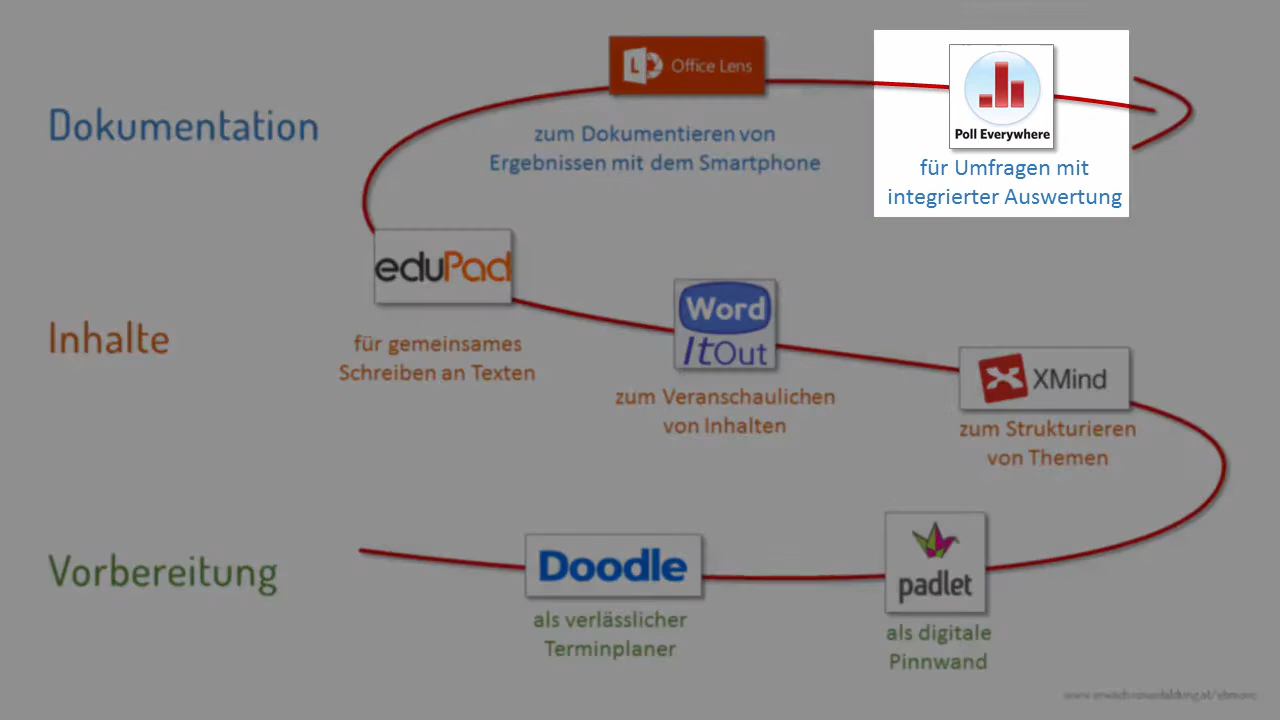 Dokumentation
Office Lens
zum Dokumentieren von
Ergebnissen mit dem Smartphone
Poll Everywhere
für Umfragen mit
integrierter Auswertung
Inhalte
eduPad
für gemeinsames
Schreiben an Texten
Word
ItOut
zum Veranschaulichen
von Inhalten
XMind
zum Strukturieren
von Themen
Vorbereitung
Doodle
als verlässlicher
Terminplaner
padlet
als digitale
Pinnwand